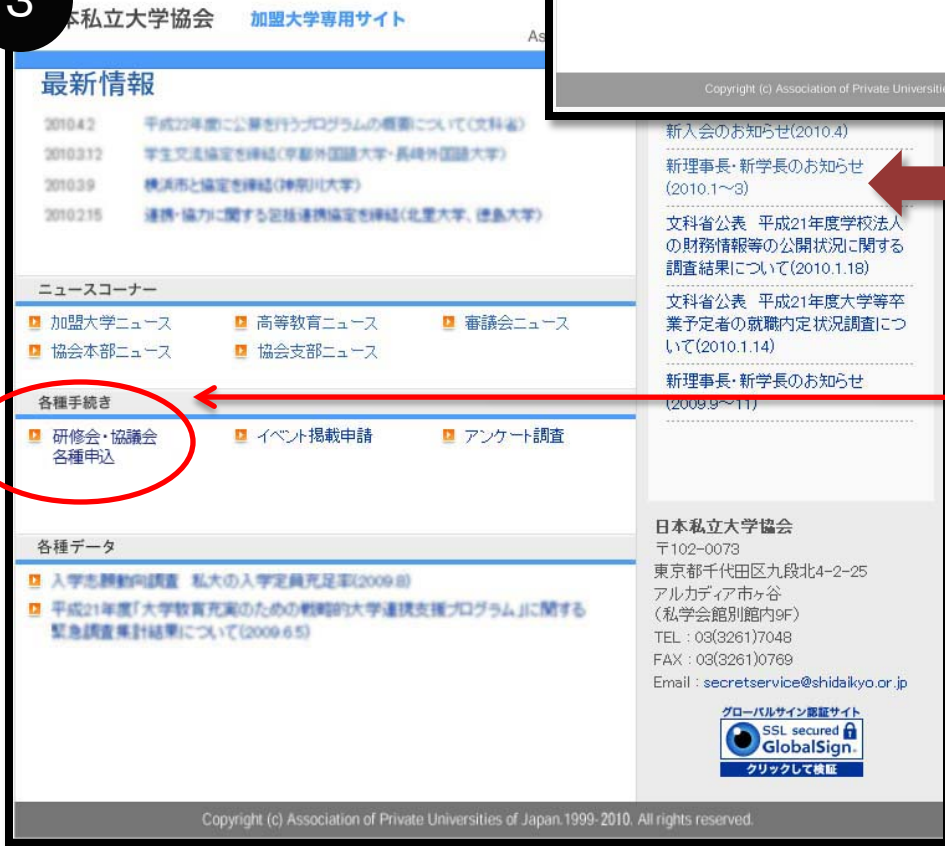 3
本私立大学協会 加盟大学専用サイト
As
最新情報
2010.4.2 平成22年度に公募を行うプログラムの概要について(文科省)
2010.3.12 学生交流協定を締結(京都外国語大学・長崎外国語大学)
2010.3.9 横浜市と協定を締結(神奈川大学)
2010.2.15 連携・協力に関する包括連携協定を締結(北里大学、徳島大学)
ニュースコーナー
加盟大学ニュース 高等教育ニュース 審議会ニュース
協会本部ニュース 協会支部ニュース
各種手続き
研修会・協議会 イベント掲載申請 アンケート調査
各種申込
各種データ
入学志願動向調査 私大の入学定員充足率(2009.8)
平成21年度「大学教育充実のための戦略的大学連携支援プログラム」に関する
緊急調査集計結果について(2009.6.5)
Copyright (c) Association of Private Universitie
新入会のお知らせ(2010.4)
新理事長・新学長のお知らせ
(2010.1～3)
文科省公表 平成21年度学校法人
の財務情報等の公開状況に関する
調査結果について(2010.1.18)
文科省公表 平成21年度大学等卒
業予定者の就職内定状況調査につ
いて(2010.1.14)
新理事長・新学長のお知らせ
(2009.9～11)
日本私立大学協会
〒102-0073
東京都千代田区九段北4-2-25
アルカディア市ヶ谷
(私学会館別館内9F)
TEL : 03(3261)7048
FAX : 03(3261)0769
Email : secretservice@shidaikyo.or.jp
グローバルサイン認証サイト
SSL secured
GlobalSign.
クリックして検証
Copyright (c) Association of Private Universities of Japan.1999-2010. All rights reserved.